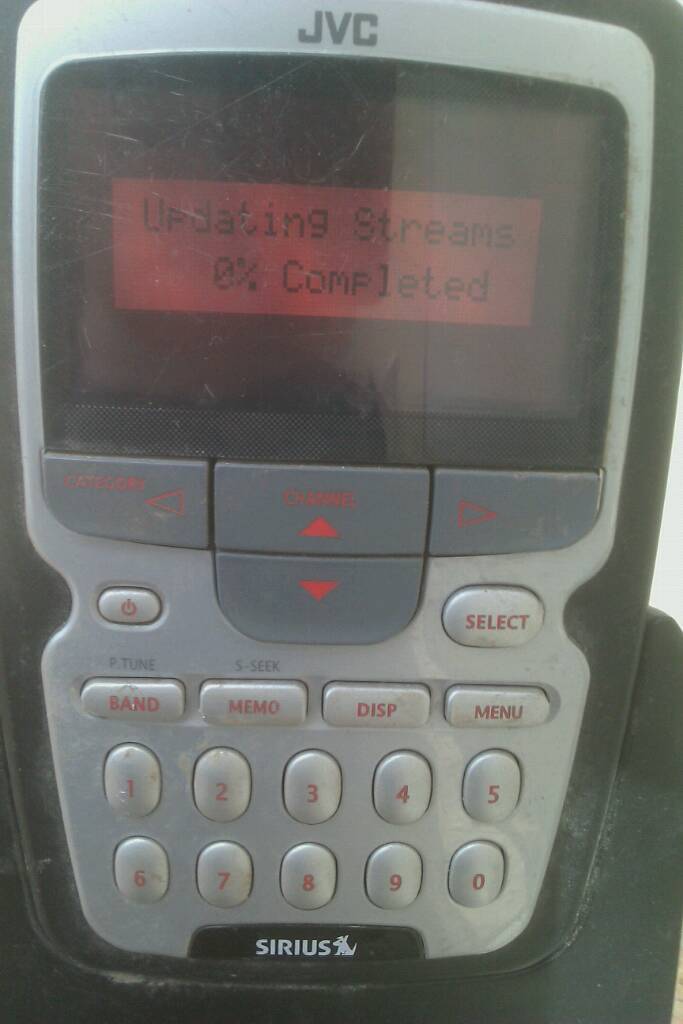 JVC
Updating Streams
0% Completed
CATEGORY
CHANNEL
SELECT
P.TUNE
S-SEEK
BAND
MEMO
DISP
MENU
1
2
3
4
5
6
7
8
9
0
SIRIUS